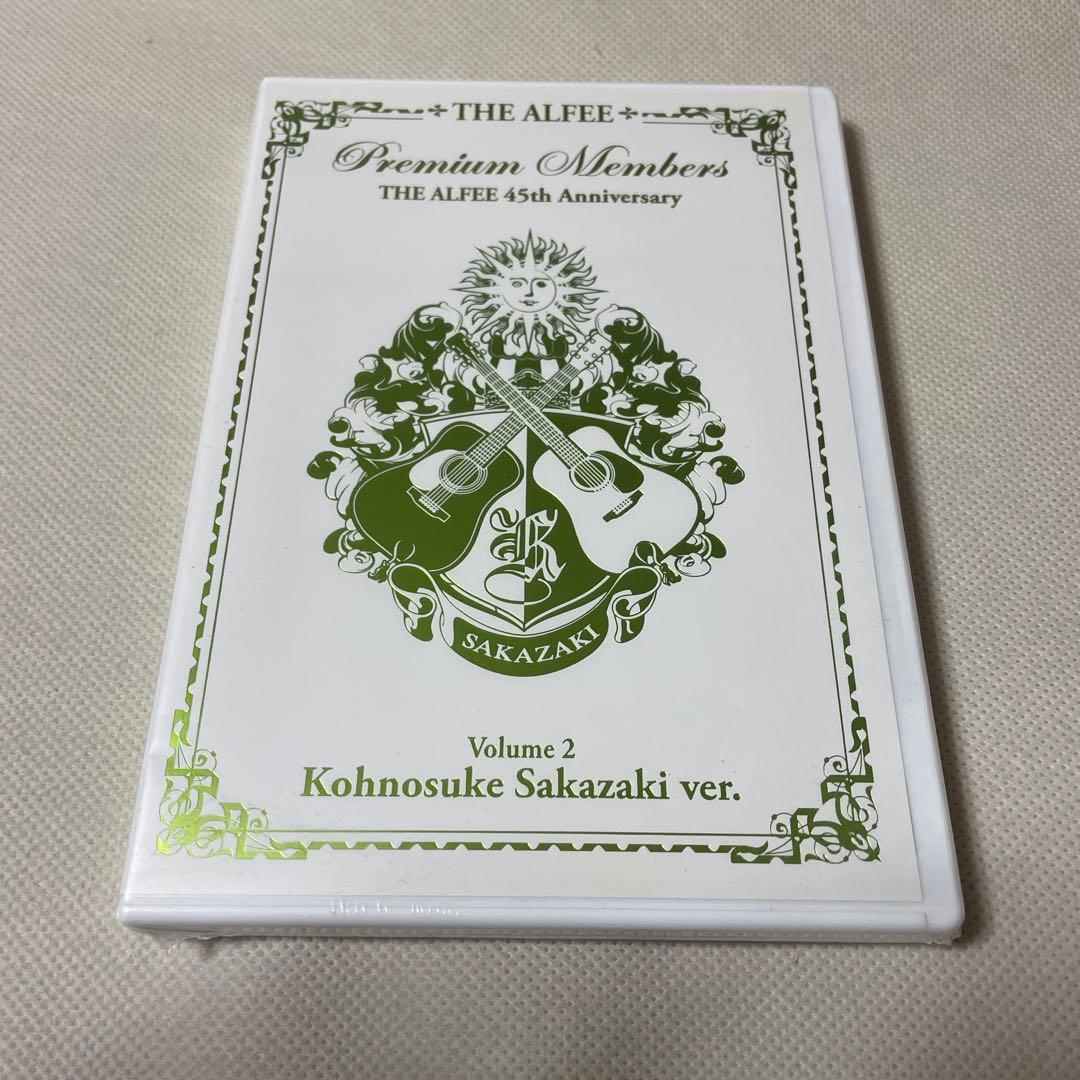 THE ALFEE
Premium Members
THE ALFEE 45th Anniversary
K
SAKAZAKI
Volume 2
Kohnosuke Sakazaki ver.